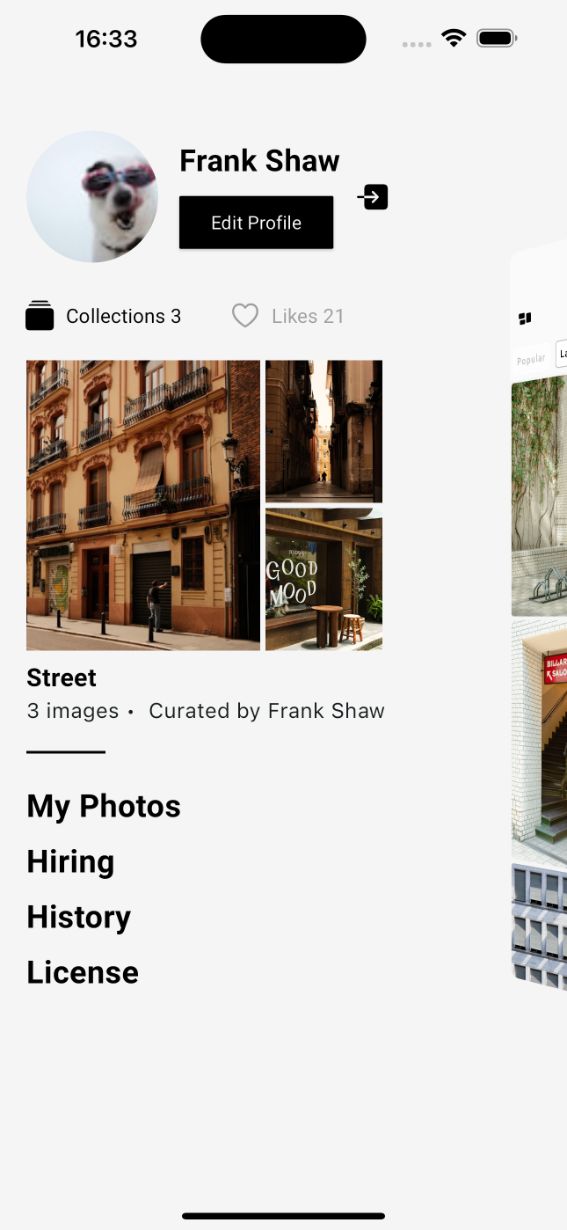 16:33
Frank Shaw
Edit Profile
Collections 3
Likes 21
Popular
GOOD
MOOD
BILLAR
SALO
Street
3 images • Curated by Frank Shaw
My Photos
Hiring
History
License